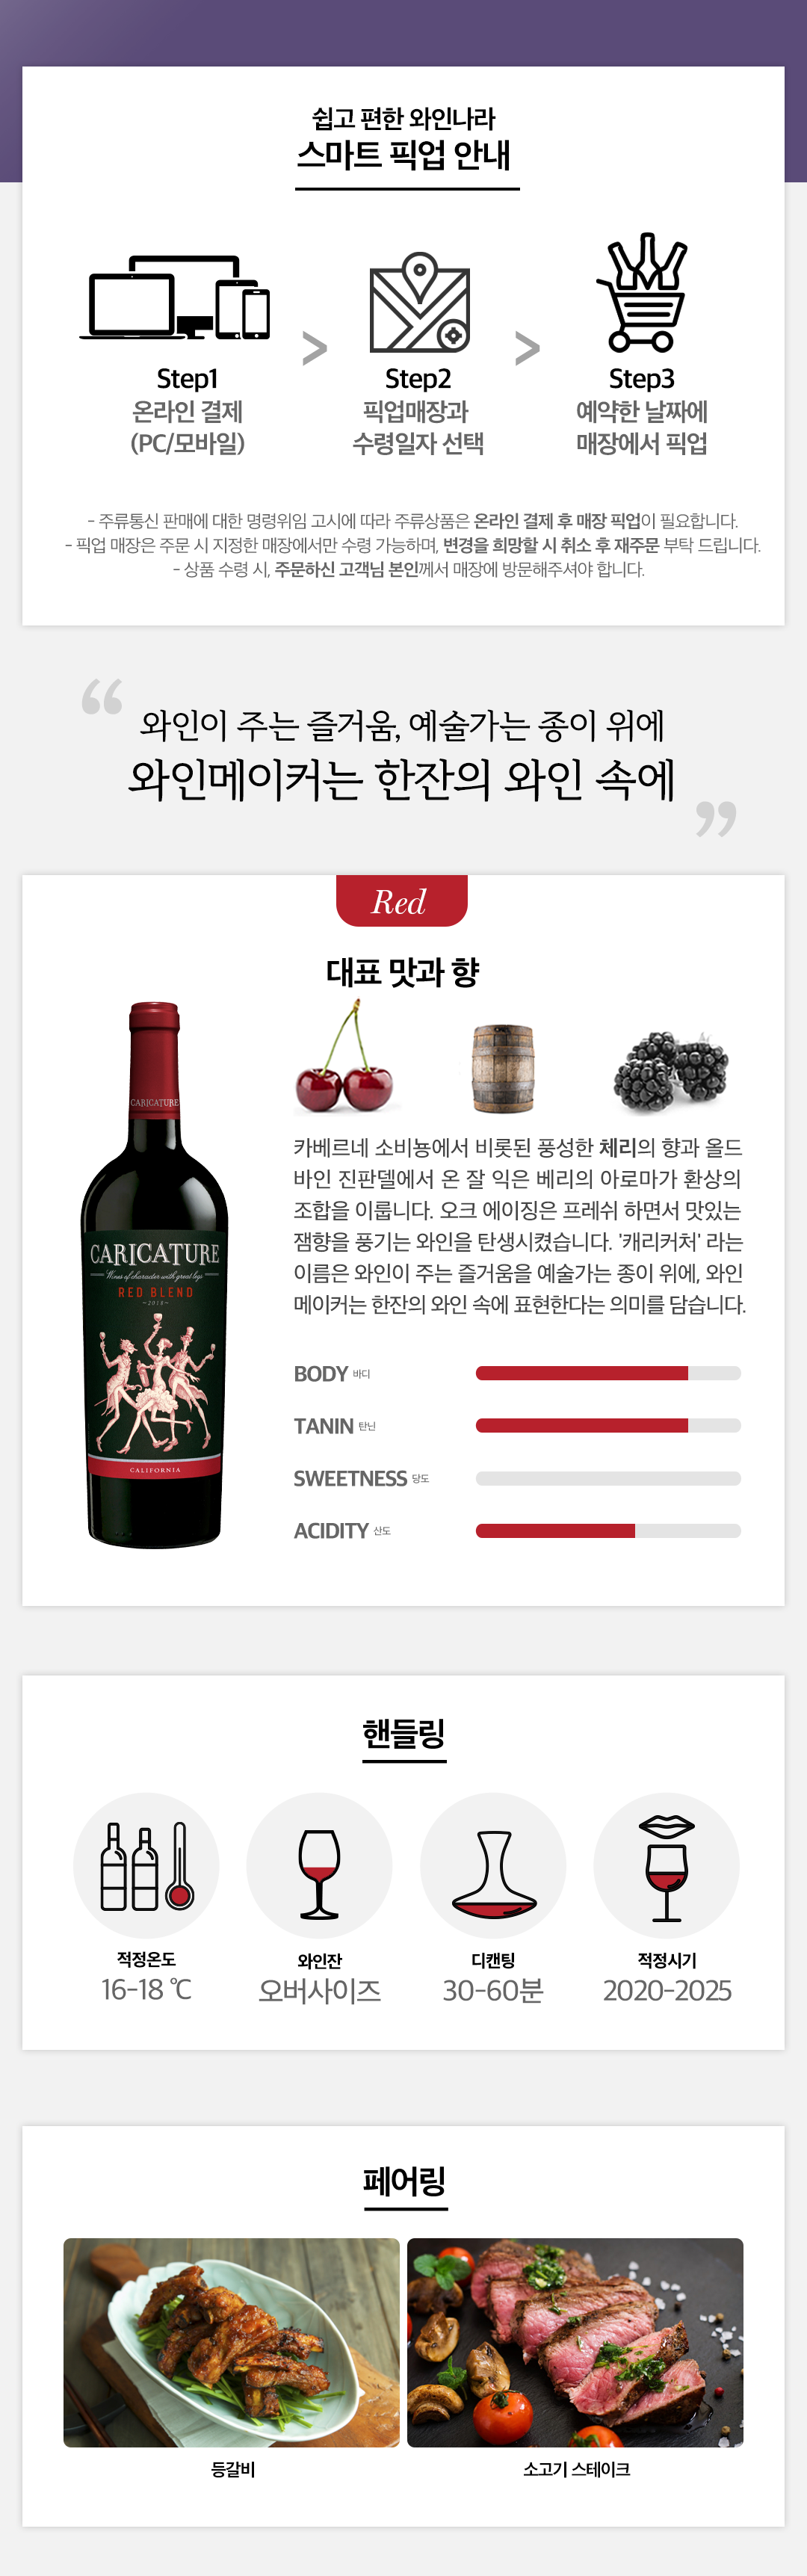 쉽고 편한 와인나라
스마트 픽업 안내
Step1
온라인 결제
(PC/모바일)
>
Step2
픽업매장과
수령일자 선택
>
Step3
예약한 날짜에
매장에서 픽업
- 주류통신 판매에 대한 명령위임 고시에 따라 주류상품은 온라인 결제 후 매장 픽업이 필요합니다.
- 픽업 매장은 주문 시 지정한 매장에서만 수령 가능하며, 변경을 희망할 시 취소 후 재주문 부탁 드립니다.
- 상품 수령 시, 주문하신 고객님 본인께서 매장에 방문해주셔야 합니다.
“ 와인이 주는 즐거움, 예술가는 종이 위에
와인메이커는 한잔의 와인 속에 ”
Red
대표 맛과 향
CARICATURE
CARICATURE
Wines of character with great legs
RED BLEND
-2018-
CALIFORNIA
카베르네 소비뇽에서 비롯된 풍성한 체리의 향과 올드
바인 진판델에서 온 잘 익은 베리의 아로마가 환상의
조합을 이룹니다. 오크 에이징은 프레쉬 하면서 맛있는
잼향을 풍기는 와인을 탄생시켰습니다. '캐리커처' 라는
이름은 와인이 주는 즐거움을 예술가는 종이 위에, 와인
메이커는 한잔의 와인 속에 표현한다는 의미를 담습니다.
BODY 바디
TANIN 탄닌
SWEETNESS 당도
ACIDITY 산도
핸들링
적정온도
16-18 ℃
와인잔
오버사이즈
디캔팅
30-60분
적정시기
2020-2025
페어링
등갈비
소고기 스테이크